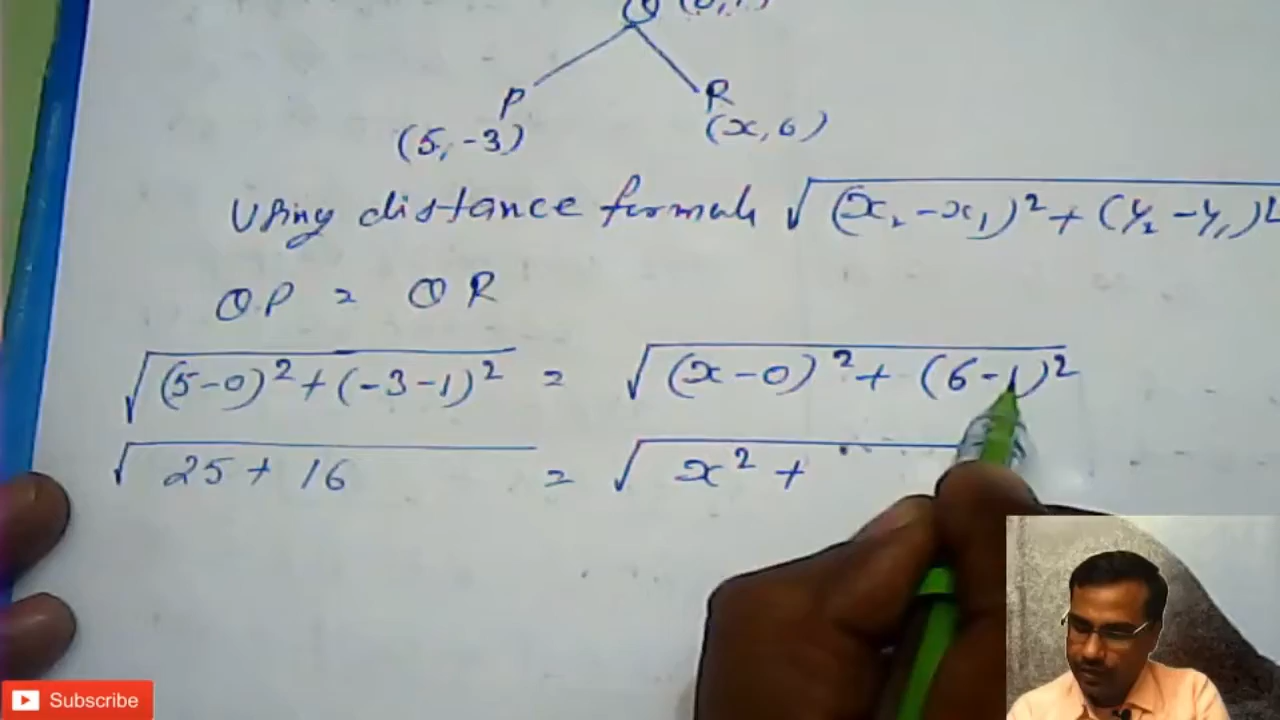 P R
(5, -3) (x, 6)
Using distance formula √(x₂ - x₁)² + (y₂ - y₁)²
QP = QR
√(5-0)² + (-3-1)² = √(x-0)² + (6-1)²
√25 + 16 = √x² +
Subscribe